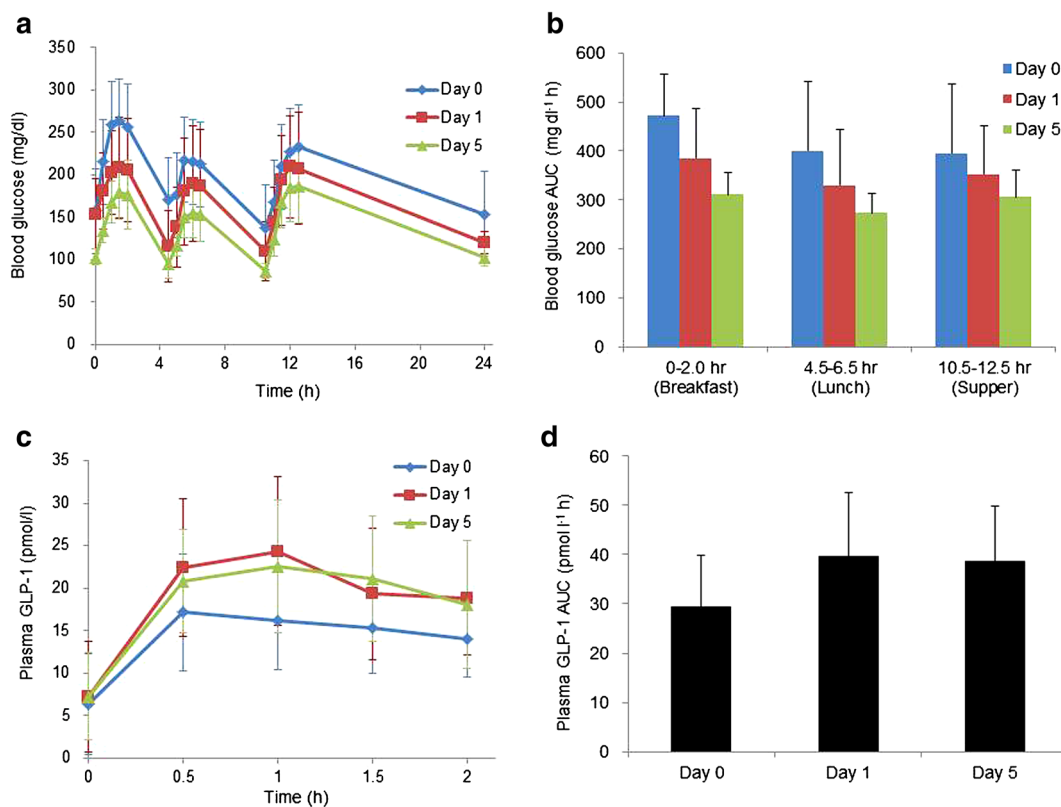 a
350
300
250
200
150
100
50
0
Blood glucose (mg/dl)
0 4 8 12 16 20 24
Time (h)
Day 0
Day 1
Day 5
b
600
500
400
300
200
100
0
Blood glucose AUC (mg dl⁻¹ h)
Day 0
Day 1
Day 5
0-2.0 hr 4.5-6.5 hr 10.5-12.5 hr
(Breakfast) (Lunch) (Supper)
c
35
30
25
20
15
10
5
0
Plasma GLP-1 (pmol/l)
0 0.5 1 1.5 2
Time (h)
Day 0
Day 1
Day 5
d
60
50
40
30
20
10
0
Plasma GLP-1 AUC (pmol l⁻¹ h)
Day 0 Day 1 Day 5